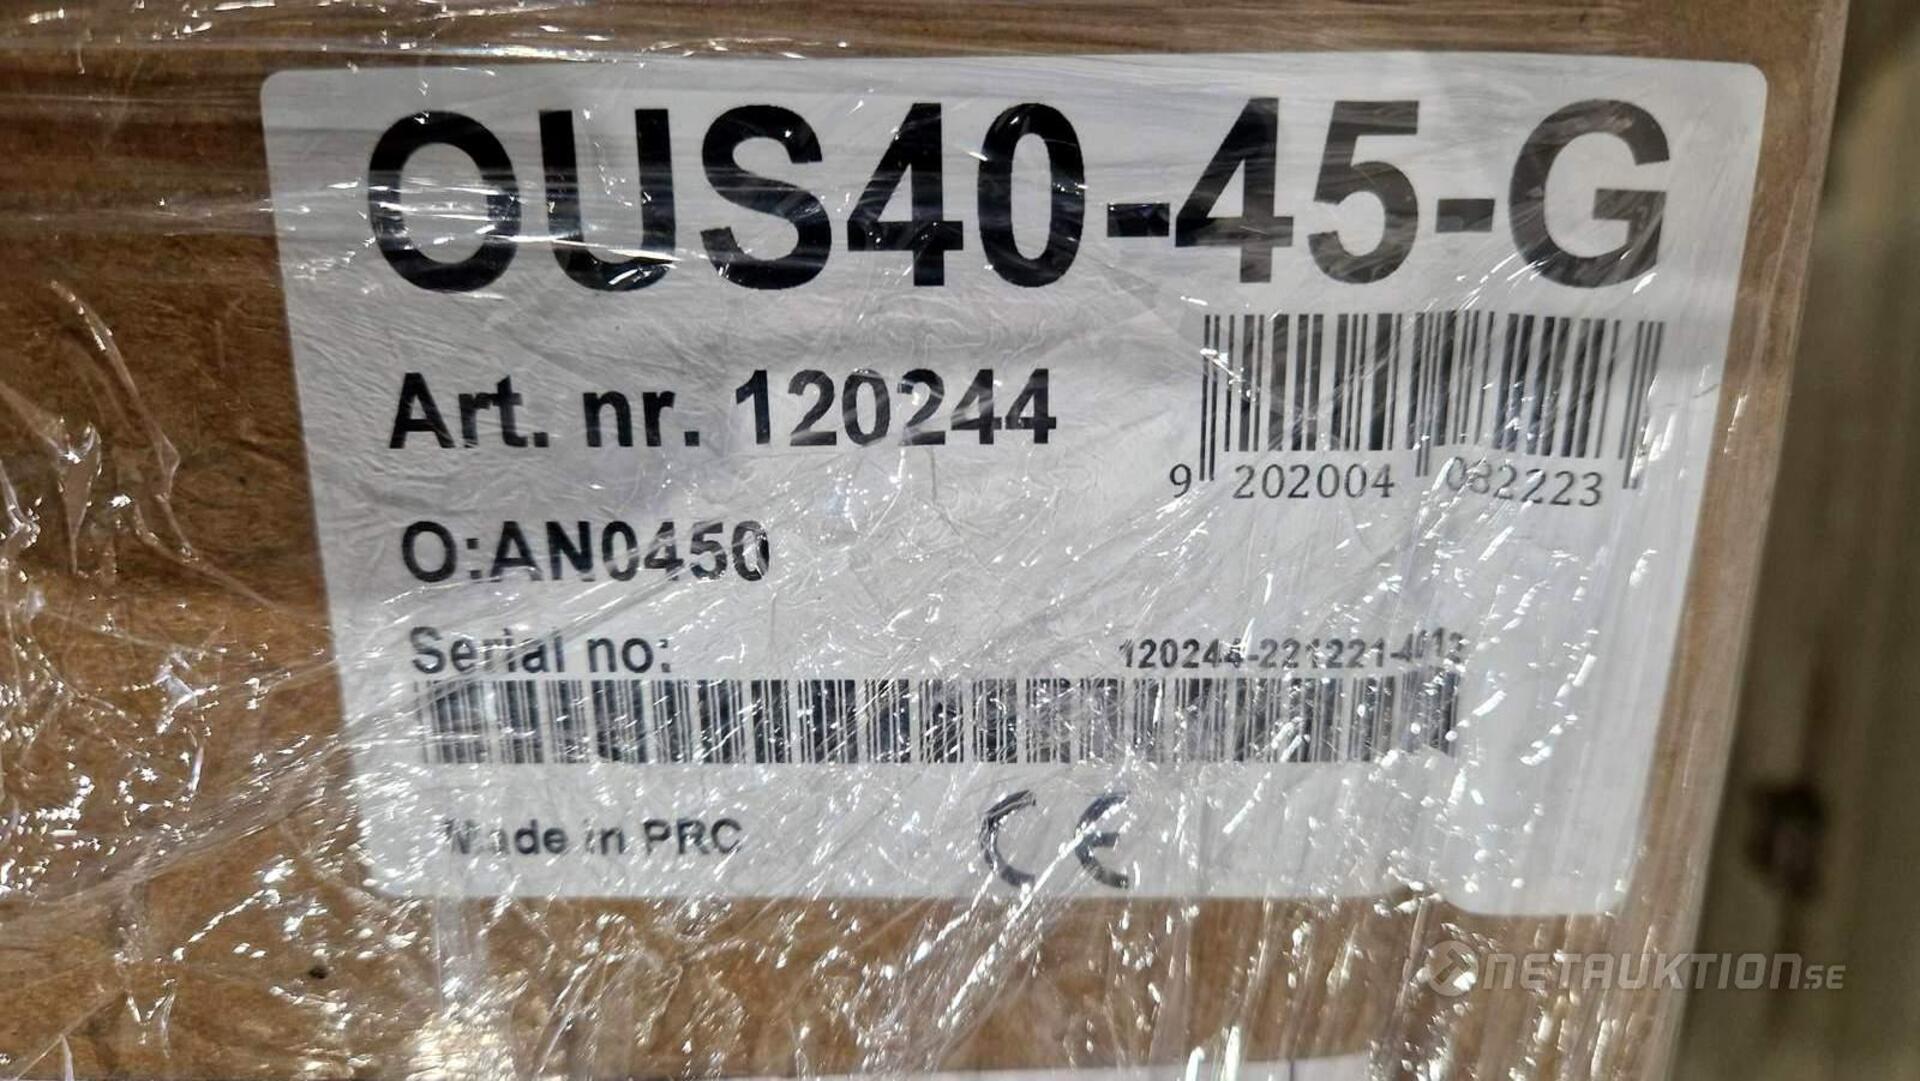 OUS40-45-G
Art. nr. 120244
9 202004 082223
O:AN0450
Serial no:
Made in PRC
CE
NETAUKTION.SE